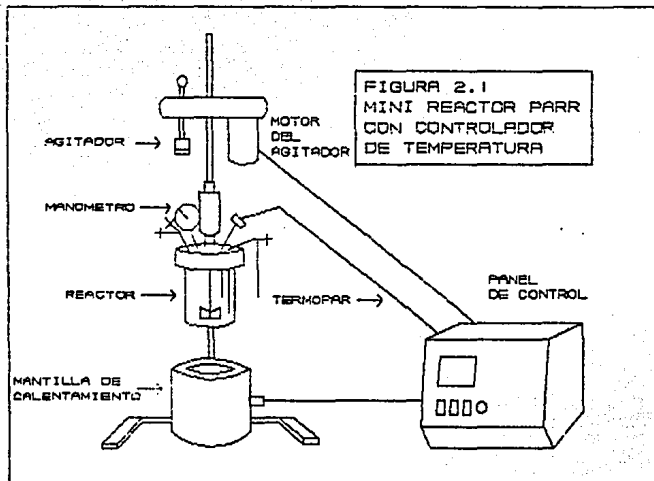 FIGURA 2.1
MINI REACTOR PARR
CON CONTROLADOR
DE TEMPERATURA
MOTOR
DEL
AGITADOR
AGITADOR
MANOMETRO
REACTOR
TERMOPAR
PANEL
DE CONTROL
MANTILLA DE
CALENTAMIENTO